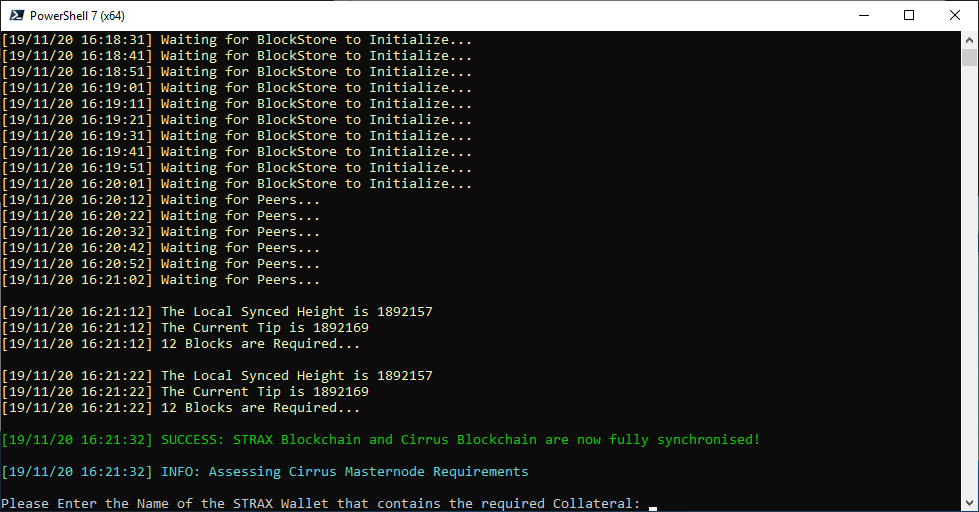 PowerShell 7 (x64)
[19/11/20 16:18:31] Waiting for BlockStore to Initialize...
[19/11/20 16:18:41] Waiting for BlockStore to Initialize...
[19/11/20 16:18:51] Waiting for BlockStore to Initialize...
[19/11/20 16:19:01] Waiting for BlockStore to Initialize...
[19/11/20 16:19:11] Waiting for BlockStore to Initialize...
[19/11/20 16:19:21] Waiting for BlockStore to Initialize...
[19/11/20 16:19:31] Waiting for BlockStore to Initialize...
[19/11/20 16:19:41] Waiting for BlockStore to Initialize...
[19/11/20 16:19:51] Waiting for BlockStore to Initialize...
[19/11/20 16:20:01] Waiting for BlockStore to Initialize...
[19/11/20 16:20:12] Waiting for Peers...
[19/11/20 16:20:22] Waiting for Peers...
[19/11/20 16:20:32] Waiting for Peers...
[19/11/20 16:20:42] Waiting for Peers...
[19/11/20 16:20:52] Waiting for Peers...
[19/11/20 16:21:02] Waiting for Peers...
[19/11/20 16:21:12] The Local Synced Height is 1892157
[19/11/20 16:21:12] The Current Tip is 1892169
[19/11/20 16:21:12] 12 Blocks are Required...
[19/11/20 16:21:22] The Local Synced Height is 1892157
[19/11/20 16:21:22] The Current Tip is 1892169
[19/11/20 16:21:22] 12 Blocks are Required...
[19/11/20 16:21:32] SUCCESS: STRAX Blockchain and Cirrus Blockchain are now fully synchronised!
[19/11/20 16:21:32] INFO: Assessing Cirrus Masternode Requirements
Please Enter the Name of the STRAX Wallet that contains the required Collateral: